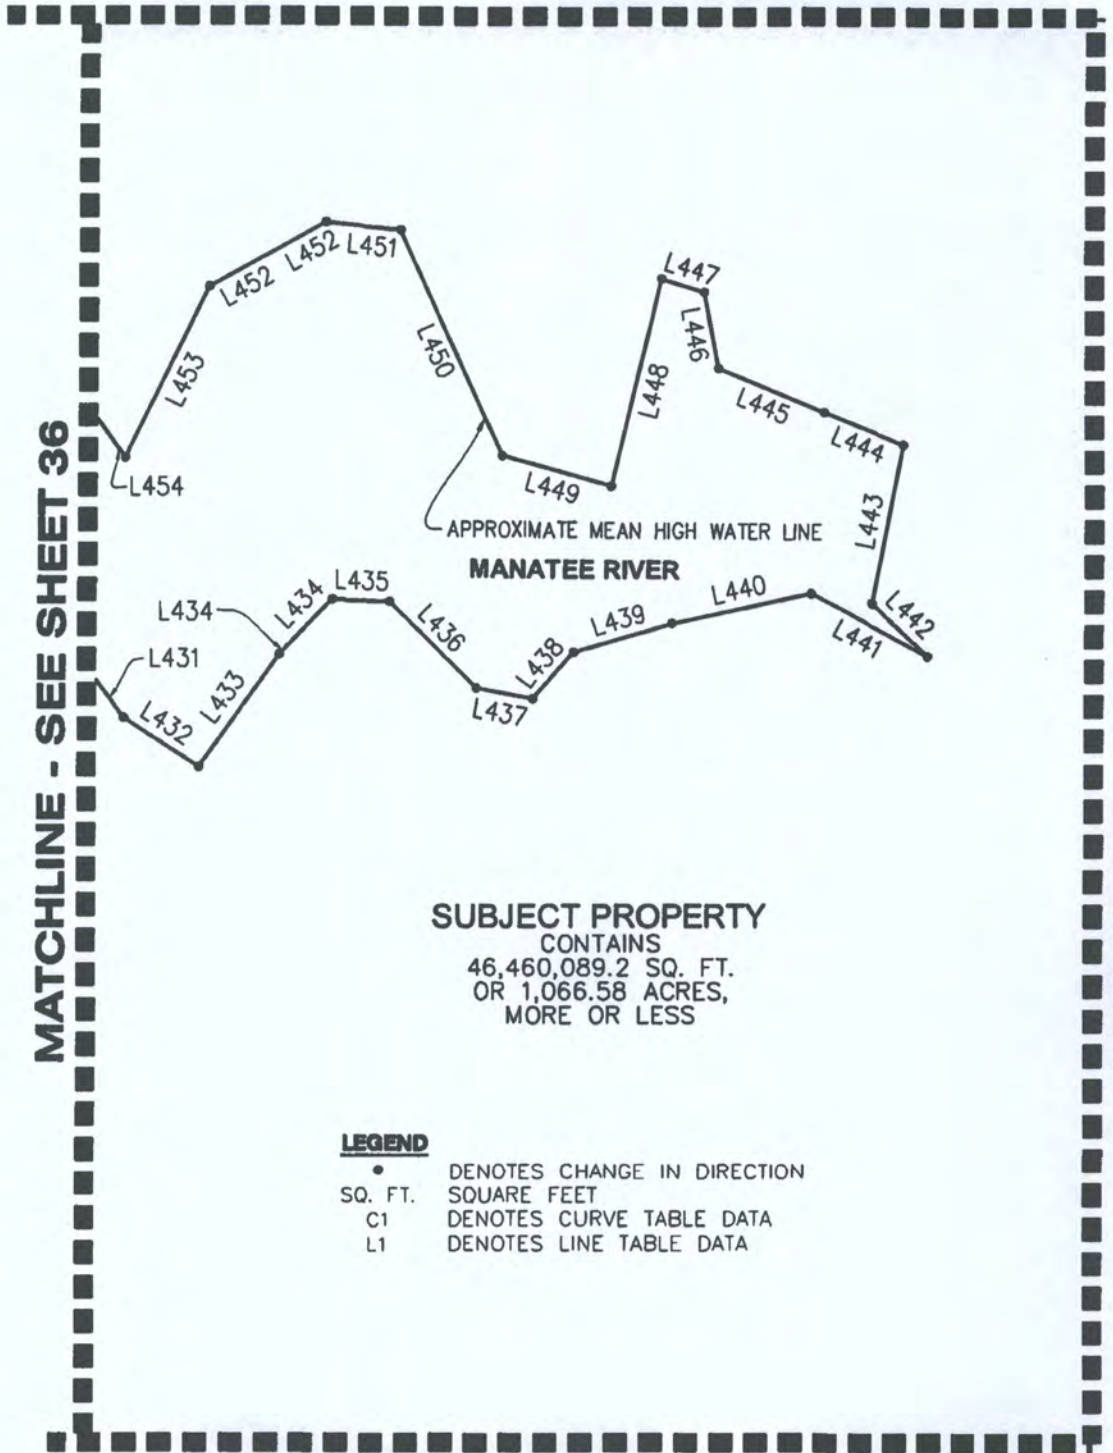 MATCHLINE - SEE SHEET 36
L447
L452
L451
L452
L446
L450
L453
L448
L445
L444
L454
L449
L443
APPROXIMATE MEAN HIGH WATER LINE
MANATEE RIVER
L435
L440
L434
L434
L439
L442
L436
L441
L431
L438
L433
L432
L437
SUBJECT PROPERTY
CONTAINS
46,460,089.2 SQ. FT.
OR 1,066.58 ACRES,
MORE OR LESS
LEGEND
• DENOTES CHANGE IN DIRECTION
SQ. FT. SQUARE FEET
C1 DENOTES CURVE TABLE DATA
L1 DENOTES LINE TABLE DATA